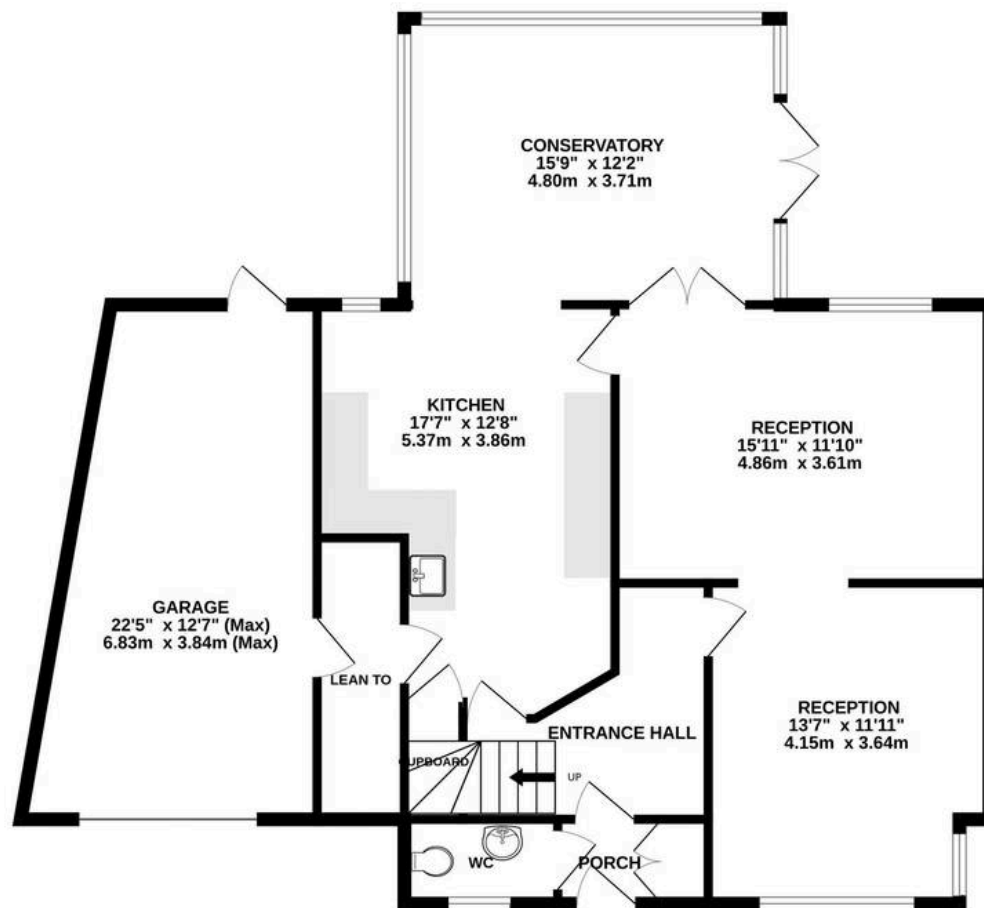 CONSERVATORY
15'9" x 12'2"
4.80m x 3.71m
KITCHEN
17'7" x 12'8"
5.37m x 3.86m
RECEPTION
15'11" x 11'10"
4.86m x 3.61m
GARAGE
22'5" x 12'7" (Max)
6.83m x 3.84m (Max)
LEAN TO
RECEPTION
13'7" x 11'11"
4.15m x 3.64m
ENTRANCE HALL
CUPBOARD
UP
WC
PORCH